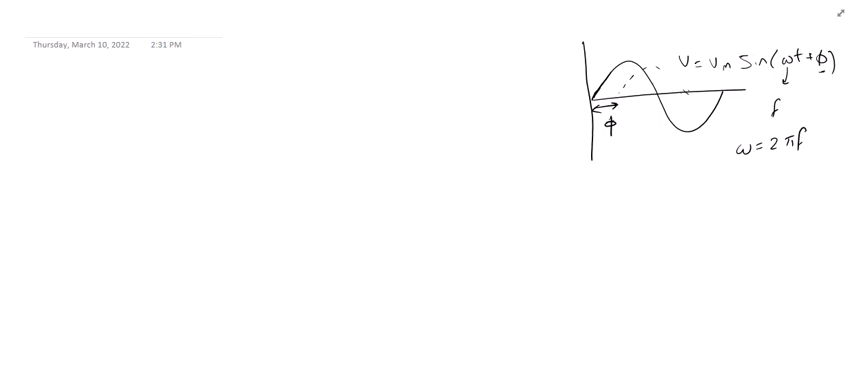 Thursday, March 10, 2022 2:31 PM
v = vm Sin(ωt + ϕ)
f
ϕ
ω = 2πf